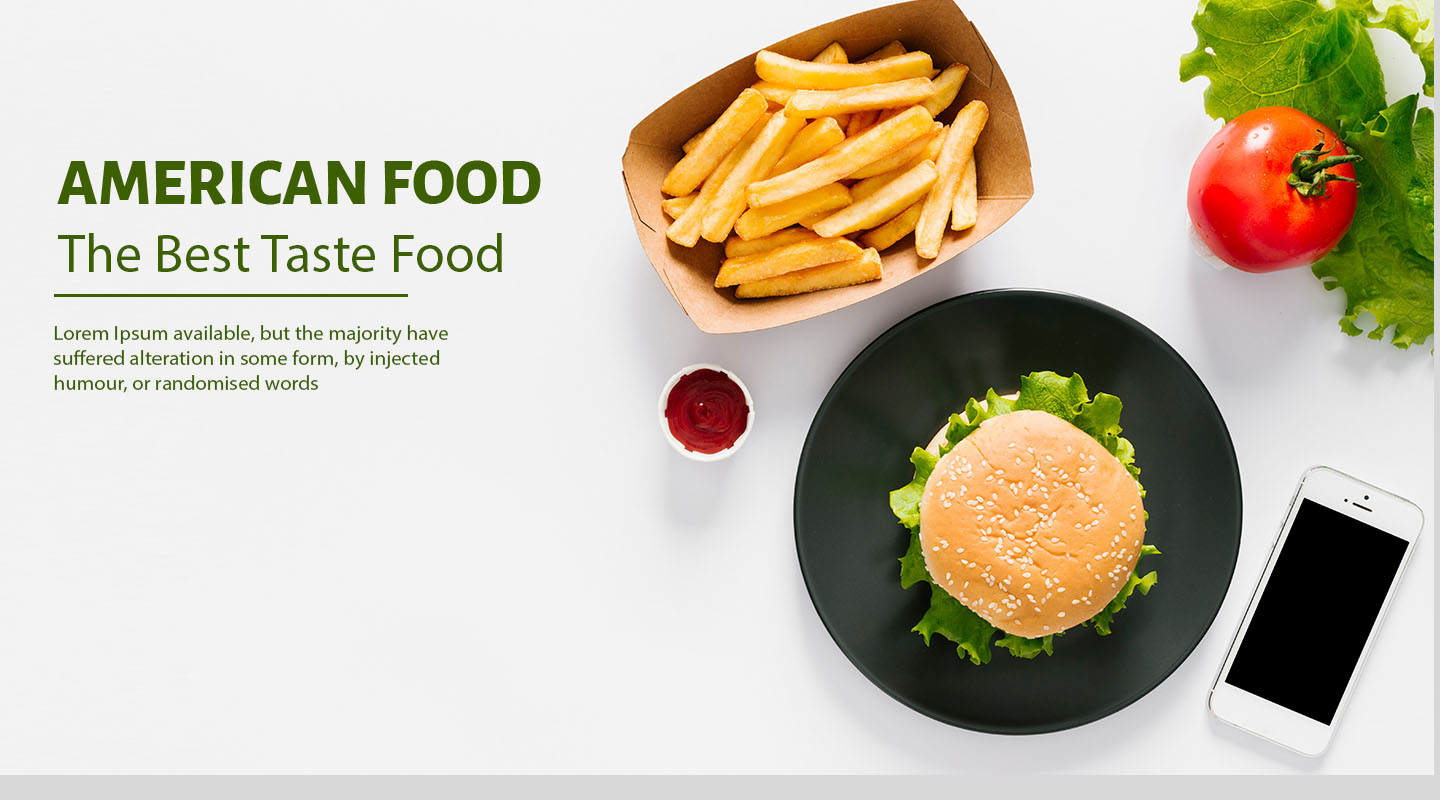 AMERICAN FOOD
The Best Taste Food
Lorem Ipsum available, but the majority have
suffered alteration in some form, by injected
humour, or randomised words